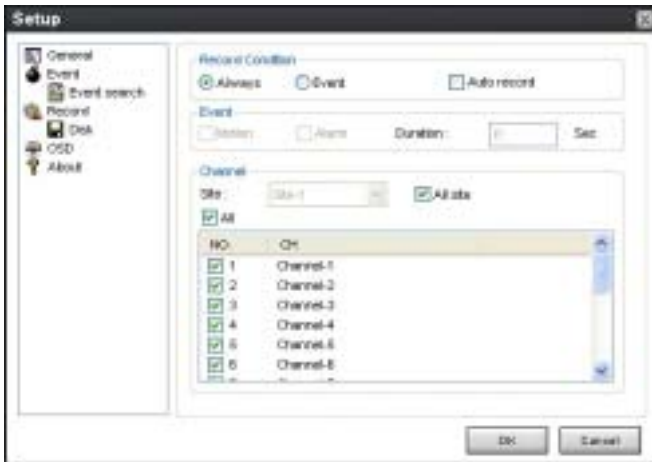 Setup
General
Event
Event search
Record
Disk
OSD
About
Record Condition
Always Event Auto record
Event
Motion Alarm Duration : Sec
Channel
Site : Site-1 All site
All
NO. CH
1 Channel-1
2 Channel-2
3 Channel-3
4 Channel-4
5 Channel-5
6 Channel-6
OK Cancel